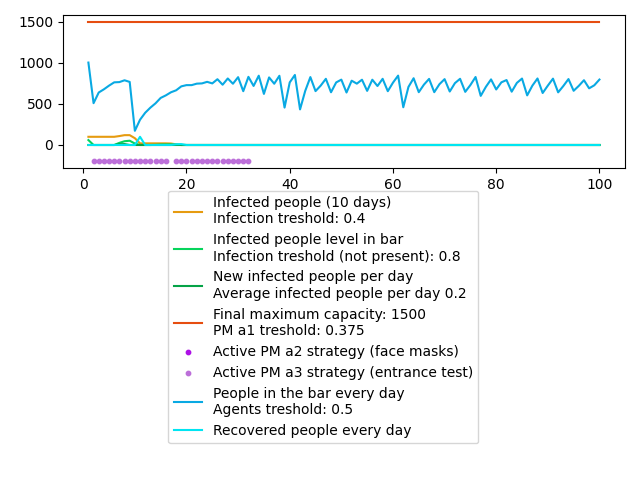 1500
1000
500
0
0
20
40
60
80
100
Infected people (10 days)
Infection treshold: 0.4
Infected people level in bar
Infection treshold (not present): 0.8
New infected people per day
Average infected people per day 0.2
Final maximum capacity: 1500
PM a1 treshold: 0.375
Active PM a2 strategy (face masks)
Active PM a3 strategy (entrance test)
People in the bar every day
Agents treshold: 0.5
Recovered people every day